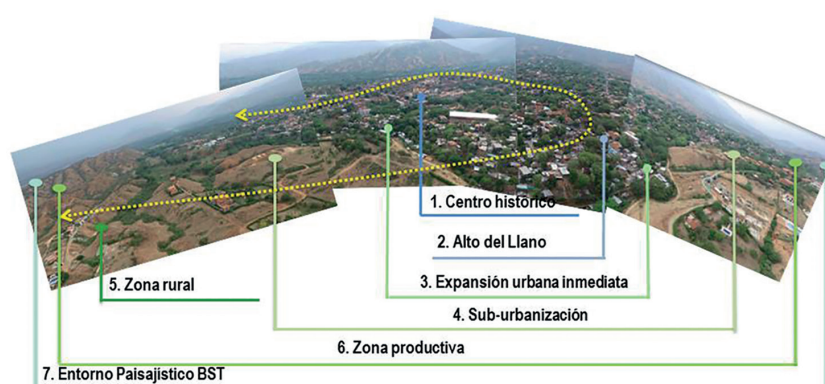 1. Centro histórico
2. Alto del Llano
3. Expansión urbana inmediata
4. Sub-urbanización
5. Zona rural
6. Zona productiva
7. Entorno Paisajistico BST